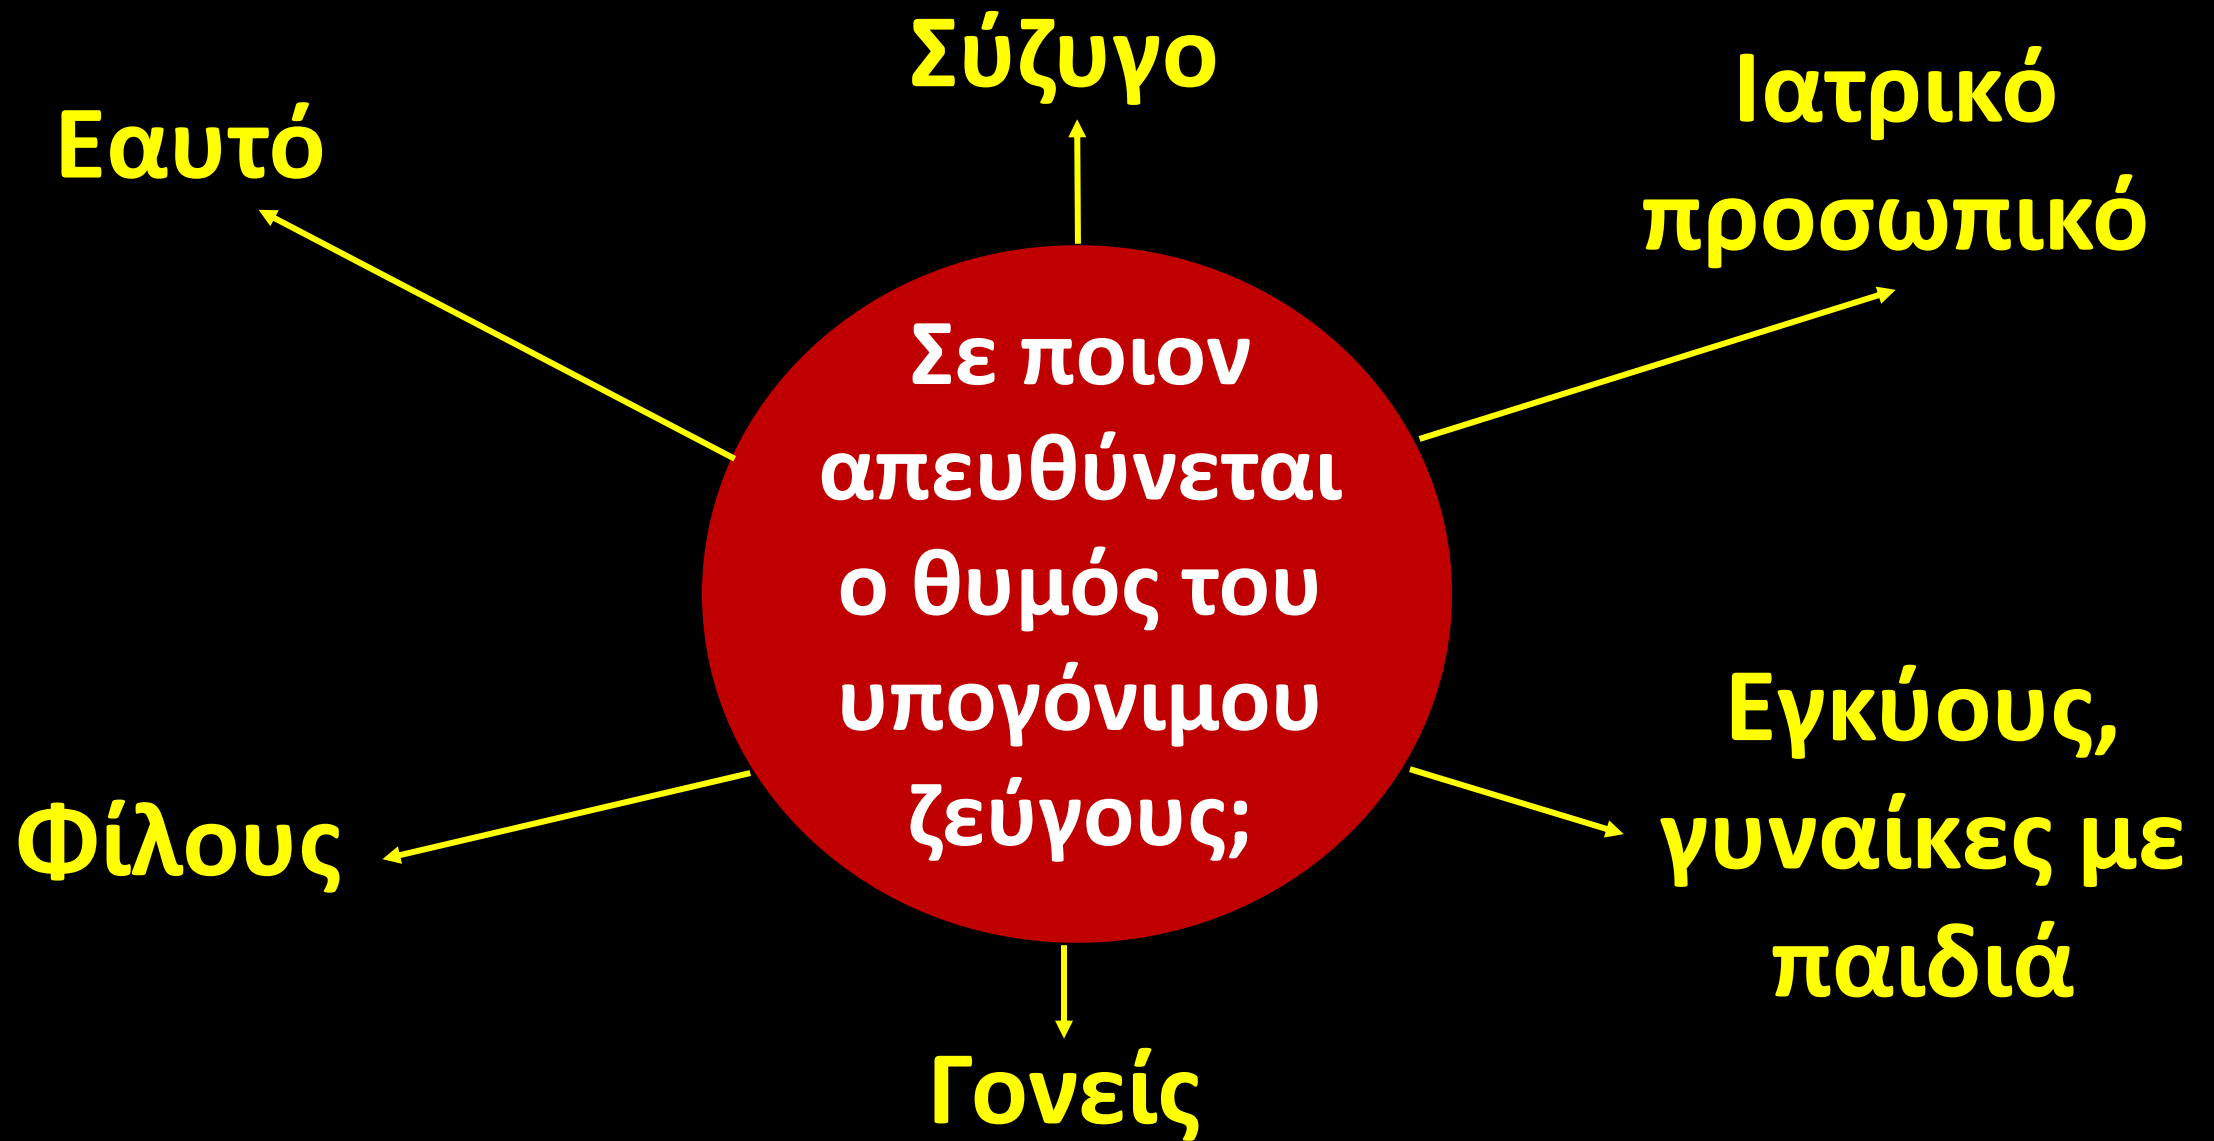 Σύζυγο
Εαυτό
Ιατρικό
προσωπικό
Σε ποιον
απευθύνεται
ο θυμός του
υπογόνιμου
ζεύγους;
Φίλους
Εγκύους,
γυναίκες με
παιδιά
Γονείς